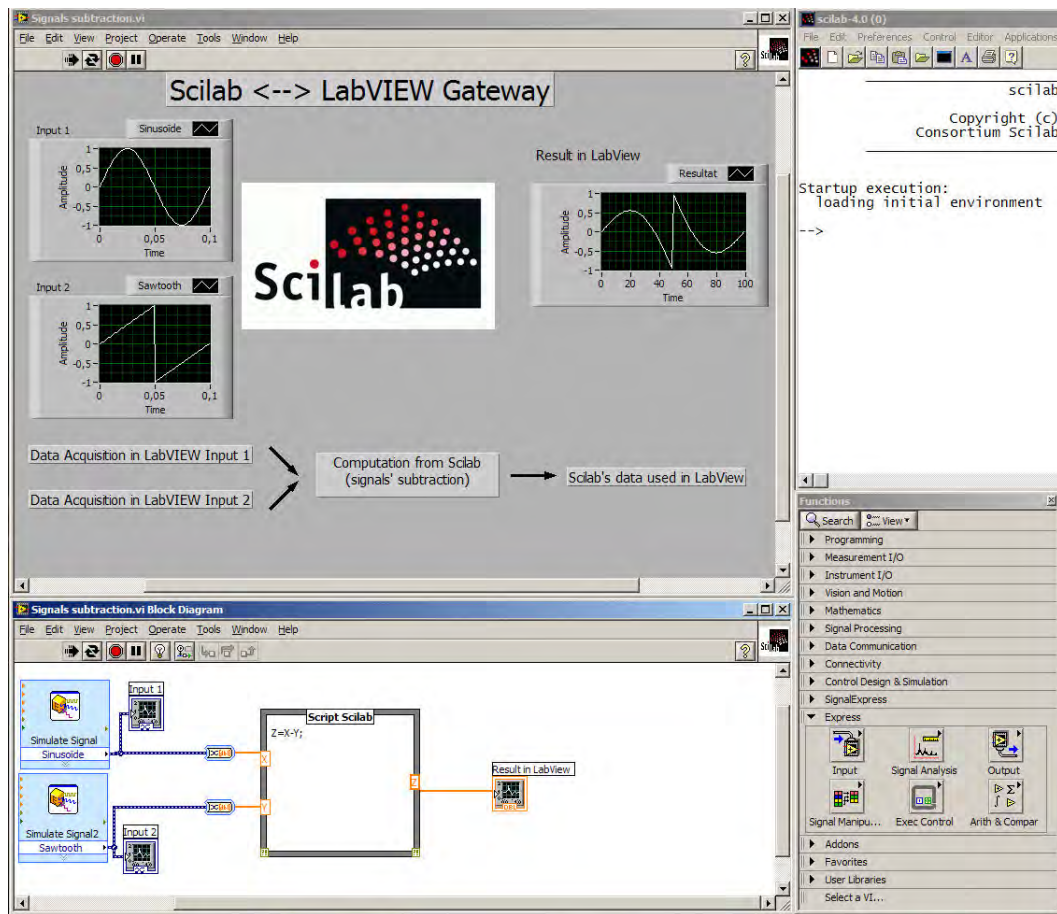 Signals subtraction.vi
File Edit View Project Operate Tools Window Help
Scilab <--> LabVIEW Gateway
Input 1
Sinusoïde
1
0,5
0
-0,5
-1
Amplitude
0 0,05 0,1
Time
Input 2
Sawtooth
1
0,5
0
-0,5
-1
Amplitude
0 0,05 0,1
Time
Scilab
Result in LabView
Resultat
1
0,5
0
-0,5
-1
Amplitude
0 20 40 60 80 100
Time
Data Acquisition in LabVIEW Input 1
Data Acquisition in LabVIEW Input 2
Computation from Scilab
(signals' subtraction)
Scilab's data used in LabView
scilab-4.0 (0)
File Edit Preferences Control Editor Applications
scilab
Copyright (c)
Consortium Scilab
Startup execution:
loading initial environment
-->
Signals subtraction.vi Block Diagram
File Edit View Project Operate Tools Window Help
Simulate Signal
Sinusoïde
Input 1
Simulate Signal2
Sawtooth
Input 2
Script Scilab
Z=X-Y;
X
Y
Z
Result in LabView
Functions
Search View
Programming
Measurement I/O
Instrument I/O
Vision and Motion
Mathematics
Signal Processing
Data Communication
Connectivity
Control Design & Simulation
SignalExpress
Express
Input Signal Analysis Output
Signal Manipu... Exec Control Arith & Compar
Addons
Favorites
User Libraries
Select a VI...